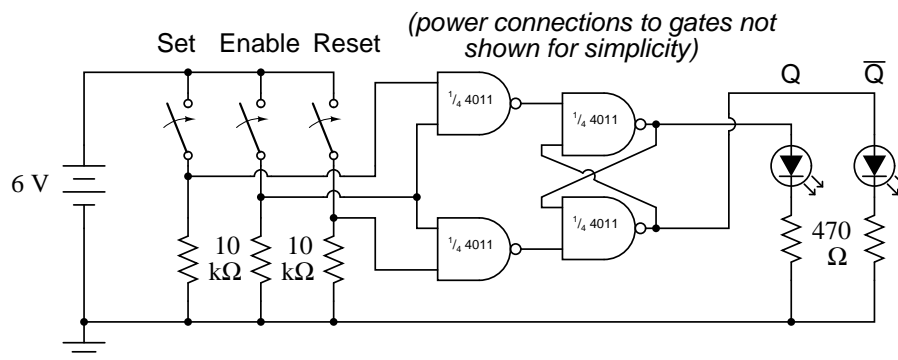 (power connections to gates not
shown for simplicity)
Set Enable Reset
Q Q̅
1/4 4011
1/4 4011
6 V
1/4 4011
1/4 4011
10
kΩ
10
kΩ
470
Ω